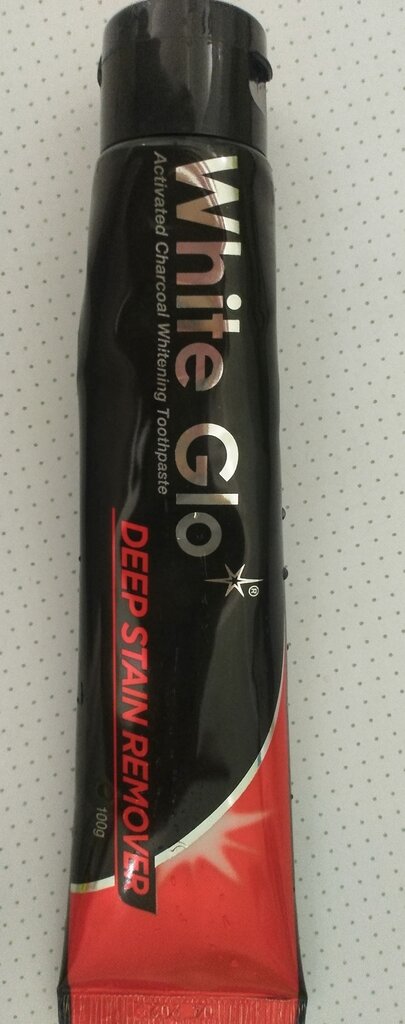 White Glo®
Activated Charcoal Whitening Toothpaste
DEEP STAIN REMOVER
100g